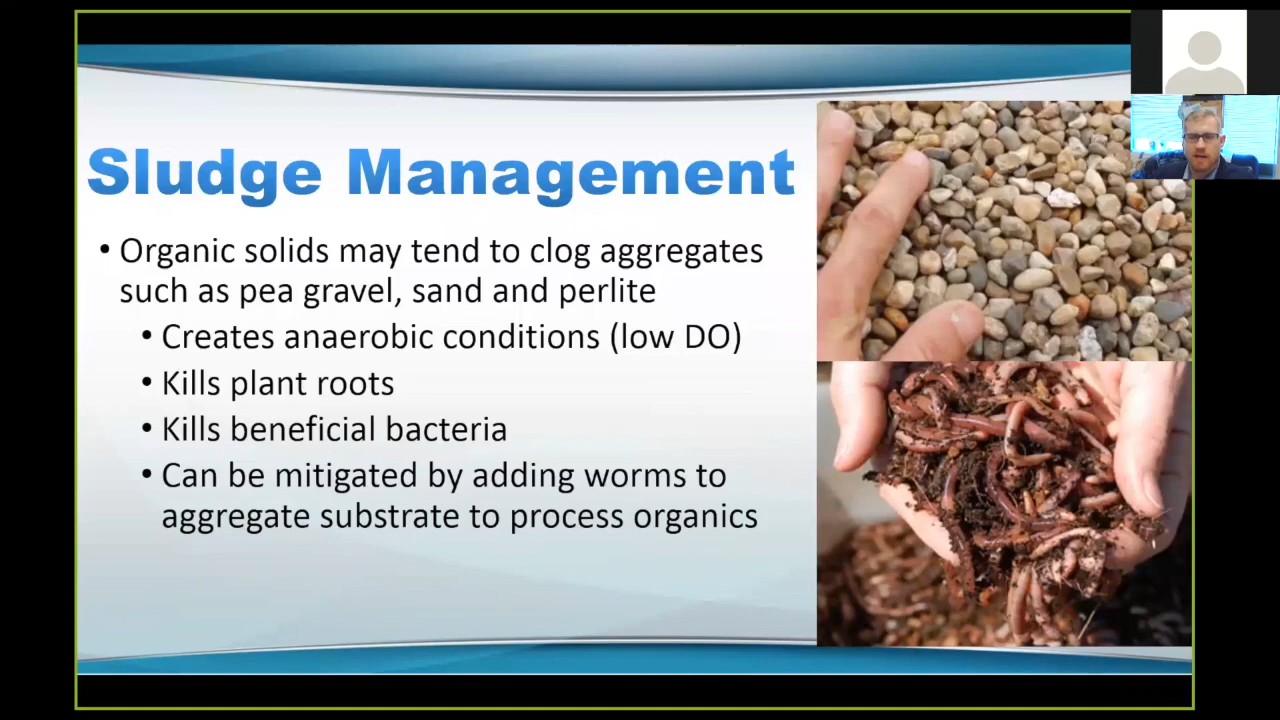 Sludge Management
• Organic solids may tend to clog aggregates
such as pea gravel, sand and perlite
• Creates anaerobic conditions (low DO)
• Kills plant roots
• Kills beneficial bacteria
• Can be mitigated by adding worms to
aggregate substrate to process organics